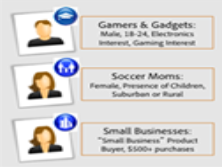 Gamers & Gadgets:
Male, 18-24, Electronics
Interest, Gaming Interest
Soccer Moms:
Female, Presence of Children,
Suburban or Rural
Small Businesses:
"Small Business" Product
Buyer, $500+ purchases